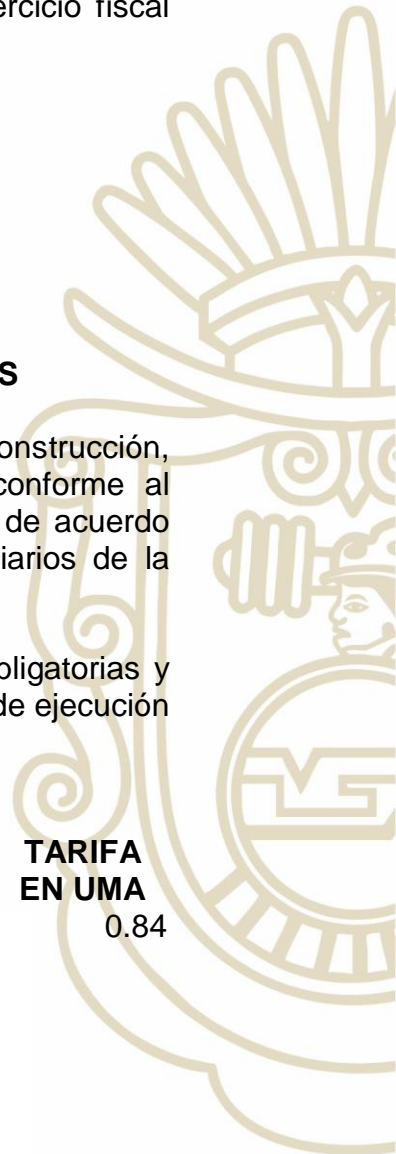 ercicio fiscal
S
onstrucción,
conforme al
de acuerdo
iarios de la
bligatorias y
de ejecución
TARIFA
EN UMA
0.84